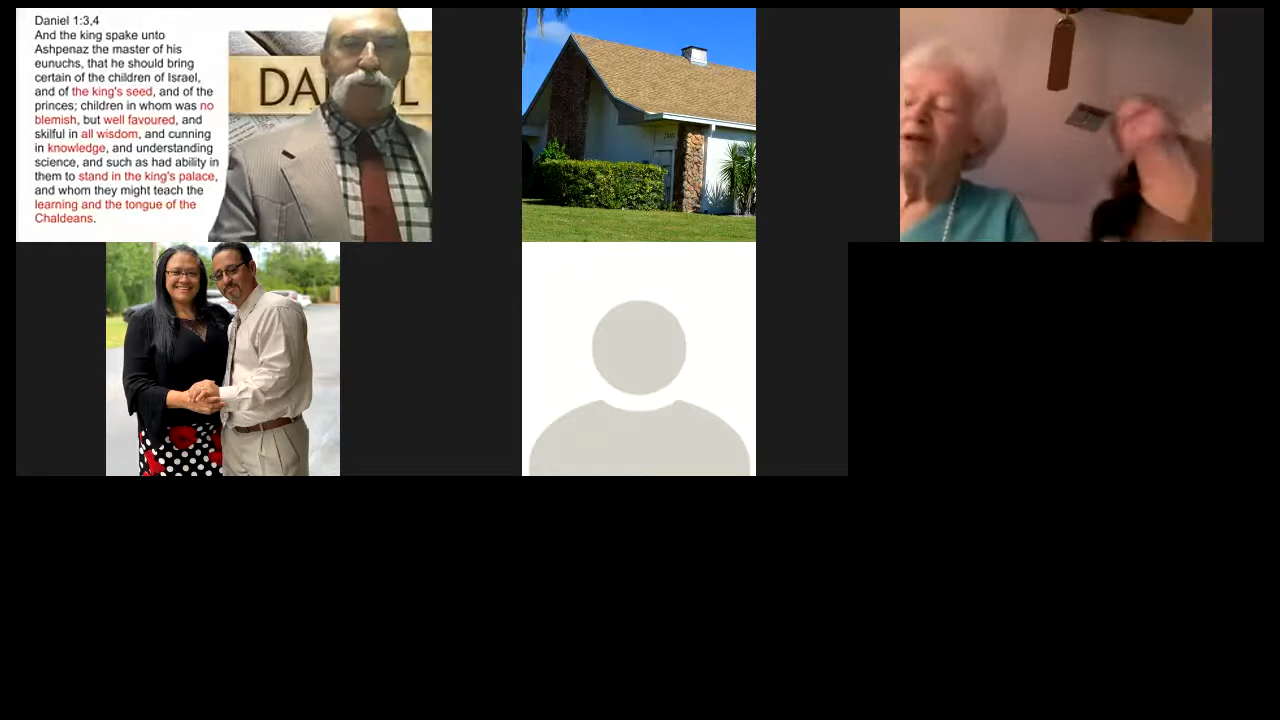 Daniel 1:3,4
And the king spake unto
Ashpenaz the master of his
eunuchs, that he should bring
certain of the children of Israel,
and of the king's seed, and of the
princes; children in whom was no
blemish, but well favoured, and
skilful in all wisdom, and cunning
in knowledge, and understanding
science, and such as had ability in
them to stand in the king's palace,
and whom they might teach the
learning and the tongue of the
Chaldeans.
DA L